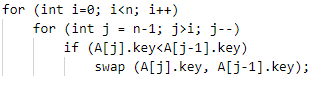 for (int i=0; i<n; i++)
for (int j = n-1; j>i; j--)
if (A[j].key<A[j-1].key)
swap (A[j].key, A[j-1].key);